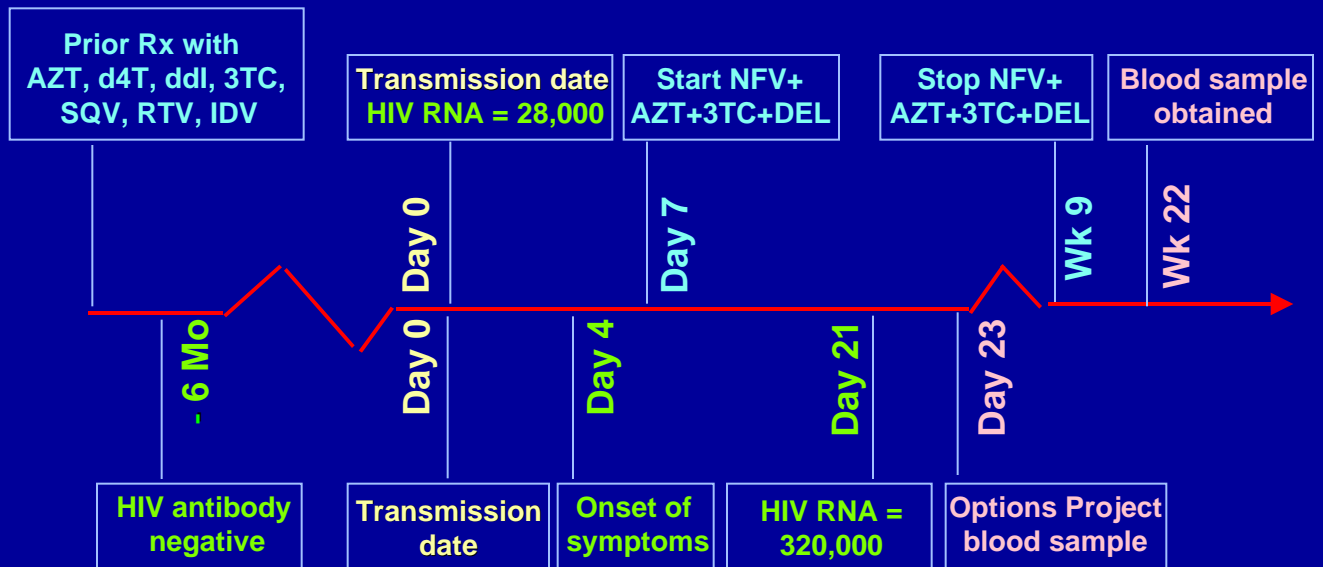 Prior Rx with
AZT, d4T, ddI, 3TC,
SQV, RTV, IDV
Transmission date
HIV RNA = 28,000
Start NFV+
AZT+3TC+DEL
Stop NFV+
AZT+3TC+DEL
Blood sample
obtained
Day 0
Day 7
Wk 9
Wk 22
- 6 Mo
Day 0
Day 4
Day 21
Day 23
HIV antibody
negative
Transmission
date
Onset of
symptoms
HIV RNA =
320,000
Options Project
blood sample